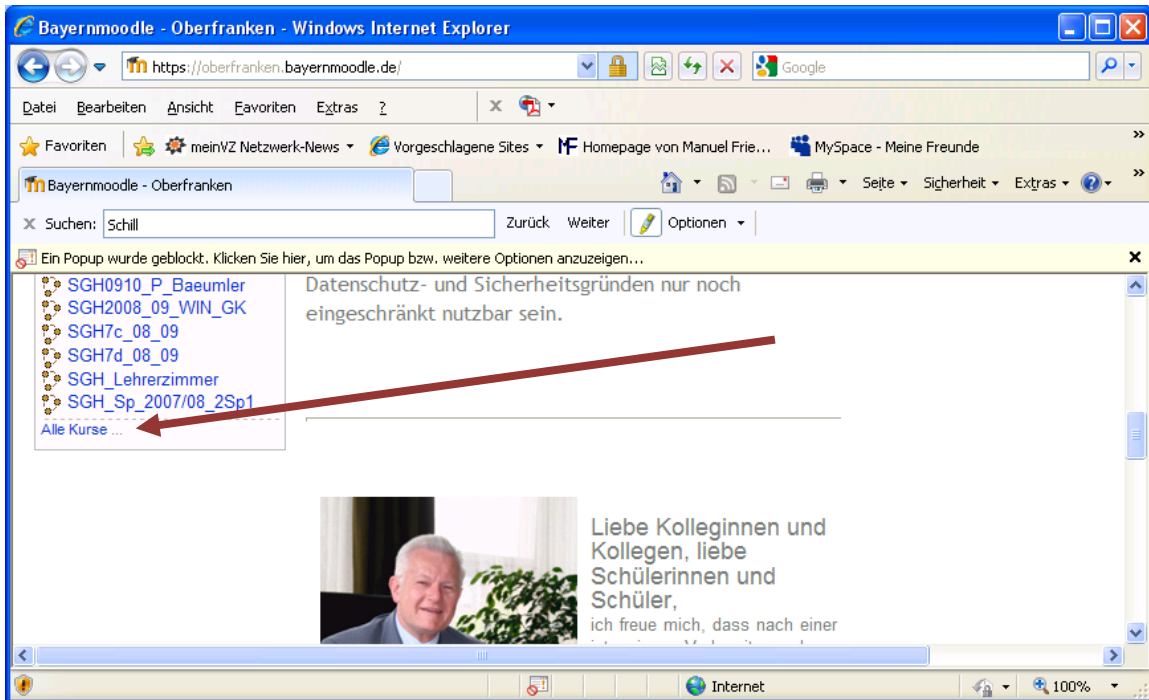 Bayernmoodle - Oberfranken - Windows Internet Explorer
https://oberfranken.bayernmoodle.de/
Google
Datei Bearbeiten Ansicht Favoriten Extras ?
Favoriten meinVZ Netzwerk-News Vorgeschlagene Sites Homepage von Manuel Frie... MySpace - Meine Freunde
Bayernmoodle - Oberfranken
Seite Sicherheit Extras
Suchen: Schill Zurück Weiter Optionen
Ein Popup wurde geblockt. Klicken Sie hier, um das Popup bzw. weitere Optionen anzuzeigen...
SGH0910_P_Baeumler
SGH2008_09_WIN_GK
SGH7c_08_09
SGH7d_08_09
SGH_Lehrerzimmer
SGH_Sp_2007/08_2Sp1
Alle Kurse ...
Datenschutz- und Sicherheitsgründen nur noch
eingeschränkt nutzbar sein.
Liebe Kolleginnen und
Kollegen, liebe
Schülerinnen und
Schüler,
ich freue mich, dass nach einer
Internet
100%